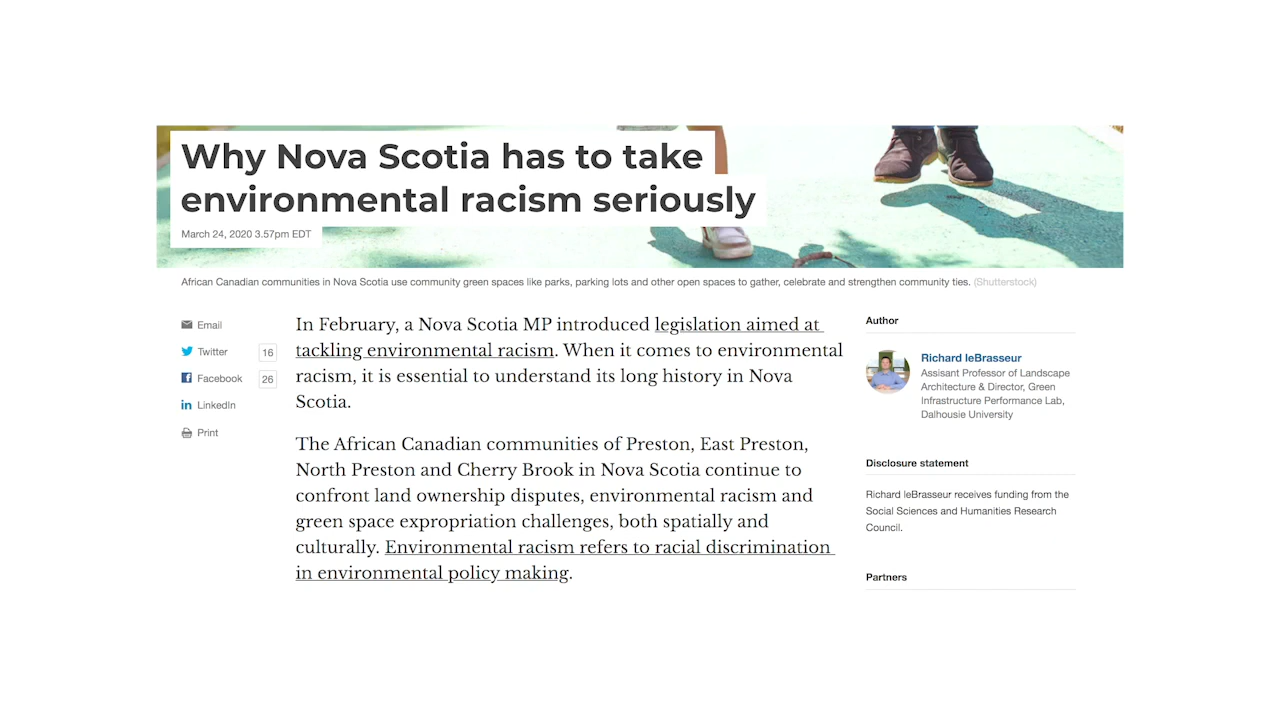 Why Nova Scotia has to take
environmental racism seriously
March 24, 2020 3.57pm EDT
African Canadian communities in Nova Scotia use community green spaces like parks, parking lots and other open spaces to gather, celebrate and strengthen community ties. (Shutterstock)
Email
Twitter 16
Facebook 26
LinkedIn
Print
In February, a Nova Scotia MP introduced legislation aimed at
tackling environmental racism. When it comes to environmental
racism, it is essential to understand its long history in Nova
Scotia.
The African Canadian communities of Preston, East Preston,
North Preston and Cherry Brook in Nova Scotia continue to
confront land ownership disputes, environmental racism and
green space expropriation challenges, both spatially and
culturally. Environmental racism refers to racial discrimination
in environmental policy making.
Author
Richard leBrasseur
Assisant Professor of Landscape
Architecture & Director, Green
Infrastructure Performance Lab,
Dalhousie University
Disclosure statement
Richard leBrasseur receives funding from the
Social Sciences and Humanities Research
Council.
Partners